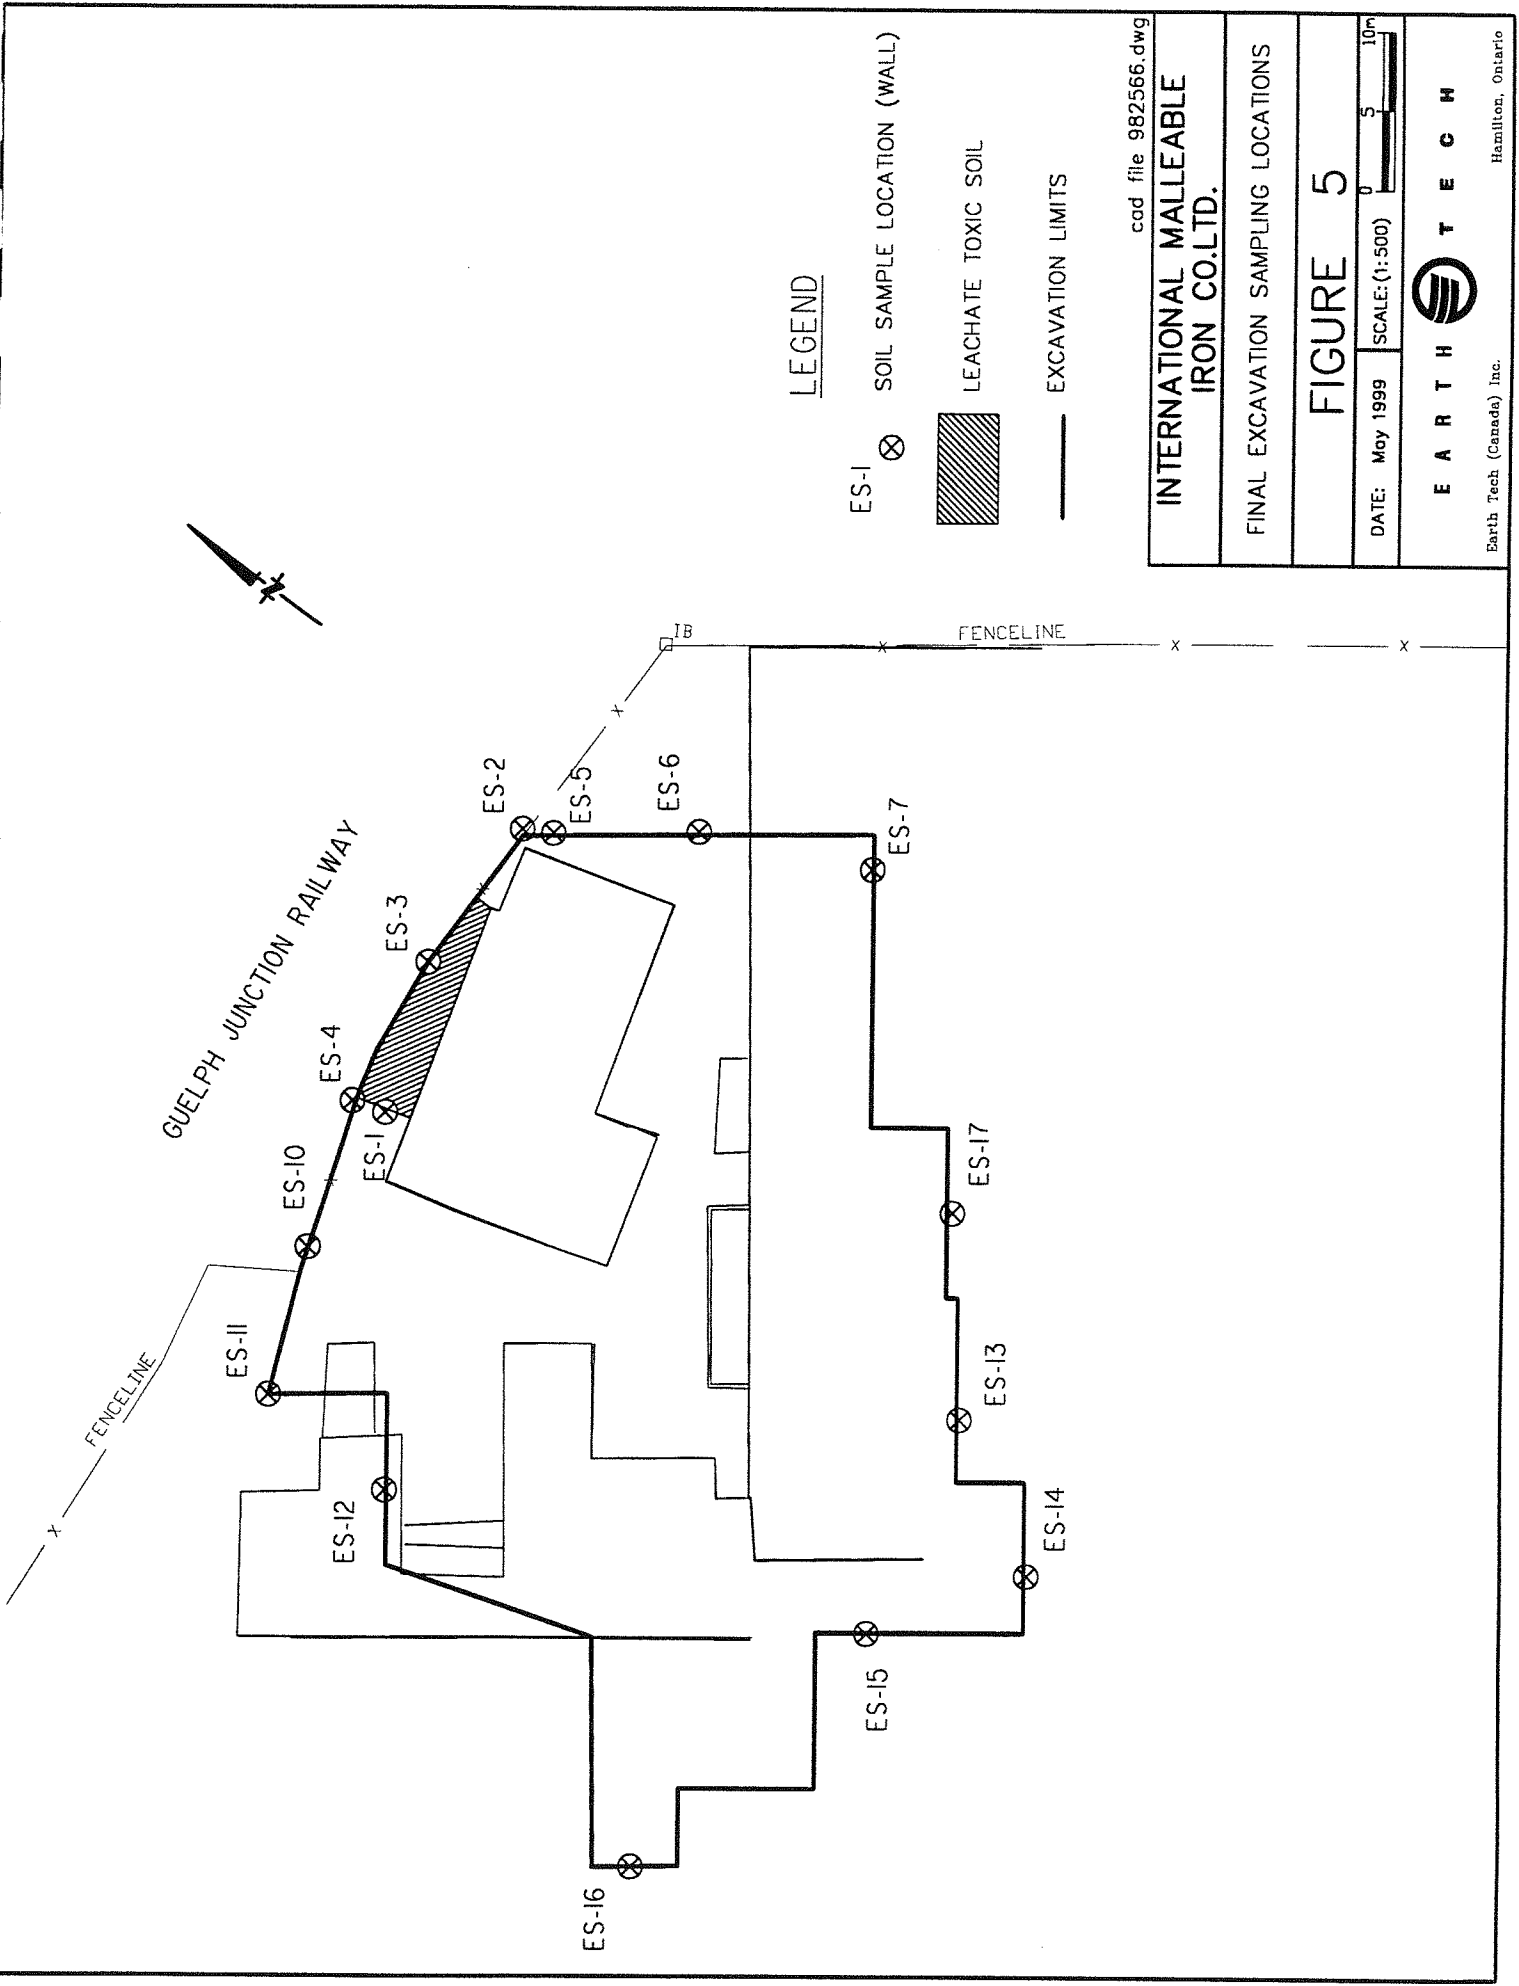 FENCELINE
GUELPH JUNCTION RAILWAY
ES-11
ES-10
ES-4
ES-3
ES-2
ES-1
ES-5
ES-6
ES-7
ES-12
ES-17
ES-13
ES-14
ES-15
ES-16
N
IB
FENCELINE
LEGEND
ES-1
SOIL SAMPLE LOCATION (WALL)
LEACHATE TOXIC SOIL
EXCAVATION LIMITS
cad file 982566.dwg
INTERNATIONAL MALLEABLE
IRON CO.LTD.
FINAL EXCAVATION SAMPLING LOCATIONS
FIGURE 5
DATE: May 1999
SCALE:(1:500)
0 5 10m
EARTH TECH
Earth Tech (Canada) Inc.
Hamilton, Ontario